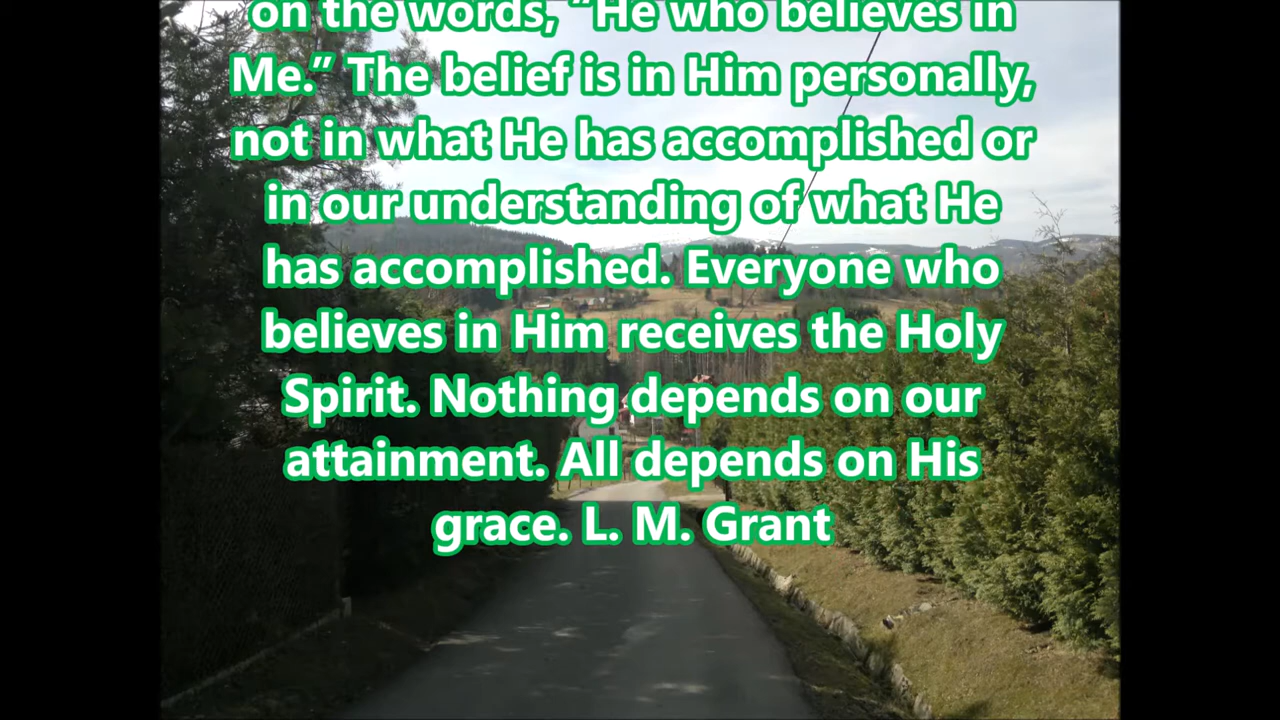 on the words, “He who believes in
Me.” The belief is in Him personally,
not in what He has accomplished or
in our understanding of what He
has accomplished. Everyone who
believes in Him receives the Holy
Spirit. Nothing depends on our
attainment. All depends on His
grace. L. M. Grant